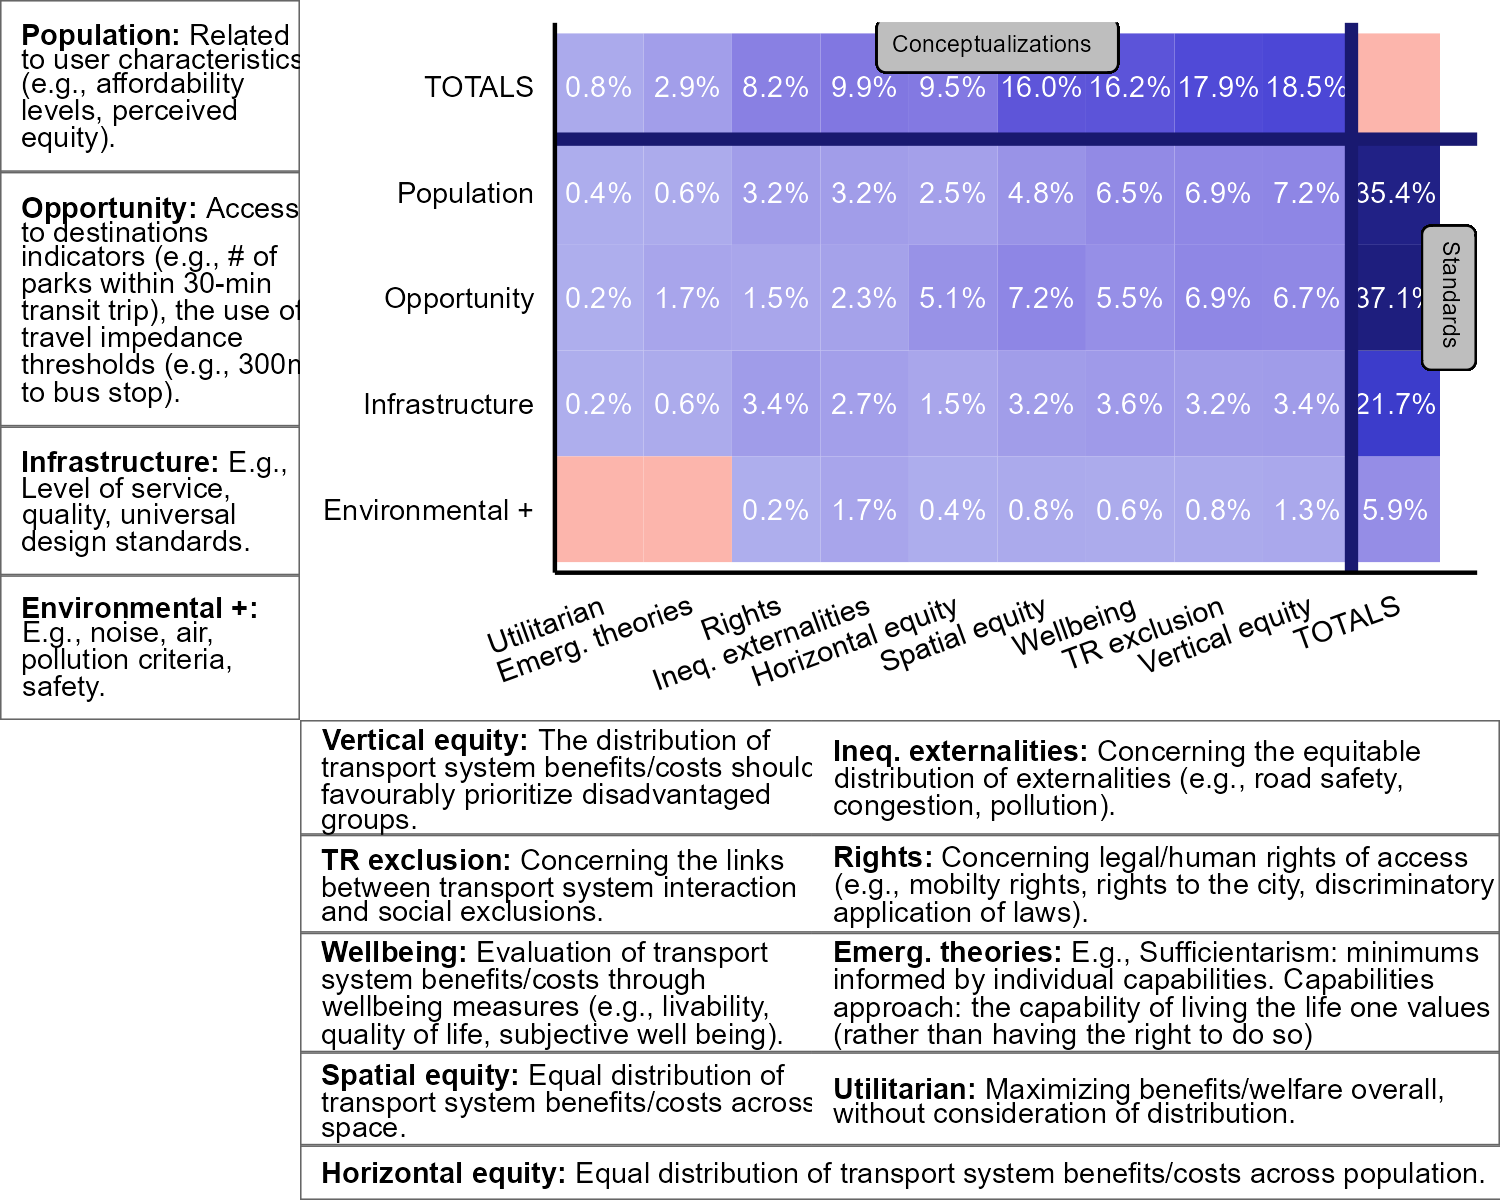 Population: Related
to user characteristics
(e.g., affordability
levels, perceived
equity).
Opportunity: Access
to destinations
indicators (e.g., # of
parks within 30-min
transit trip), the use of
travel impedance
thresholds (e.g., 300m
to bus stop).
Infrastructure: E.g.,
Level of service,
quality, universal
design standards.
Environmental +:
E.g., noise, air,
pollution criteria,
safety.
Conceptualizations
TOTALS 0.8% 2.9% 8.2% 9.9% 9.5% 16.0% 16.2% 17.9% 18.5%
Population 0.4% 0.6% 3.2% 3.2% 2.5% 4.8% 6.5% 6.9% 7.2% 35.4%
Opportunity 0.2% 1.7% 1.5% 2.3% 5.1% 7.2% 5.5% 6.9% 6.7% 37.1%
Infrastructure 0.2% 0.6% 3.4% 2.7% 1.5% 3.2% 3.6% 3.2% 3.4% 21.7%
Environmental + 0.2% 1.7% 0.4% 0.8% 0.6% 0.8% 1.3% 5.9%
Standards
Utilitarian
Emerg. theories
Rights
Ineq. externalities
Horizontal equity
Spatial equity
Wellbeing
TR exclusion
Vertical equity
TOTALS
Vertical equity: The distribution of
transport system benefits/costs should
favourably prioritize disadvantaged
groups.
Ineq. externalities: Concerning the equitable
distribution of externalities (e.g., road safety,
congestion, pollution).
TR exclusion: Concerning the links
between transport system interaction
and social exclusions.
Rights: Concerning legal/human rights of access
(e.g., mobilty rights, rights to the city, discriminatory
application of laws).
Wellbeing: Evaluation of transport
system benefits/costs through
wellbeing measures (e.g., livability,
quality of life, subjective well being).
Emerg. theories: E.g., Sufficientarism: minimums
informed by individual capabilities. Capabilities
approach: the capability of living the life one values
(rather than having the right to do so)
Spatial equity: Equal distribution of
transport system benefits/costs across
space.
Utilitarian: Maximizing benefits/welfare overall,
without consideration of distribution.
Horizontal equity: Equal distribution of transport system benefits/costs across population.